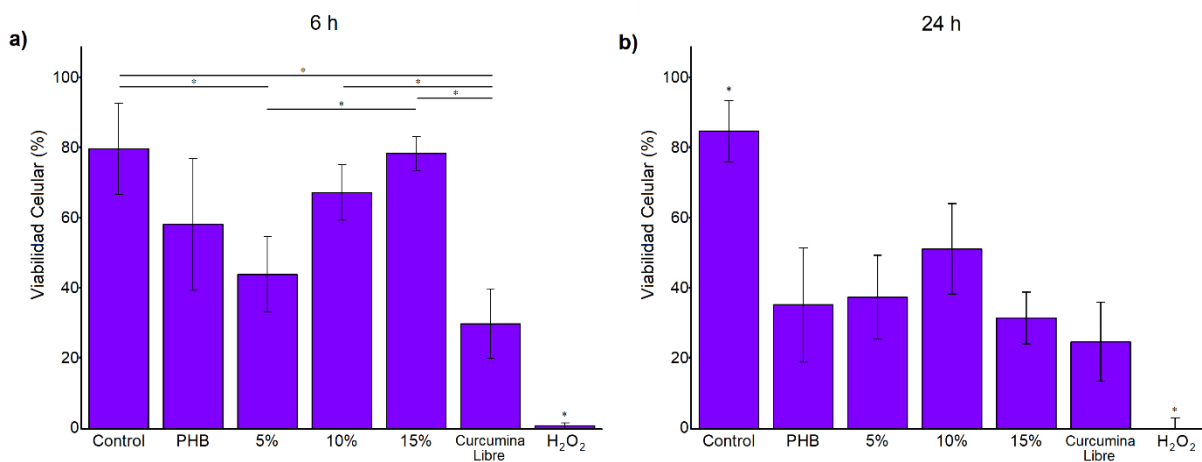 a)
6 h
Viabilidad Celular (%)
100
80
60
40
20
0
*
*
*
*
*
*
Control
PHB
5%
10%
15%
Curcumina
Libre
H₂O₂
b)
24 h
Viabilidad Celular (%)
100
80
60
40
20
0
*
*
Control
PHB
5%
10%
15%
Curcumina
Libre
H₂O₂